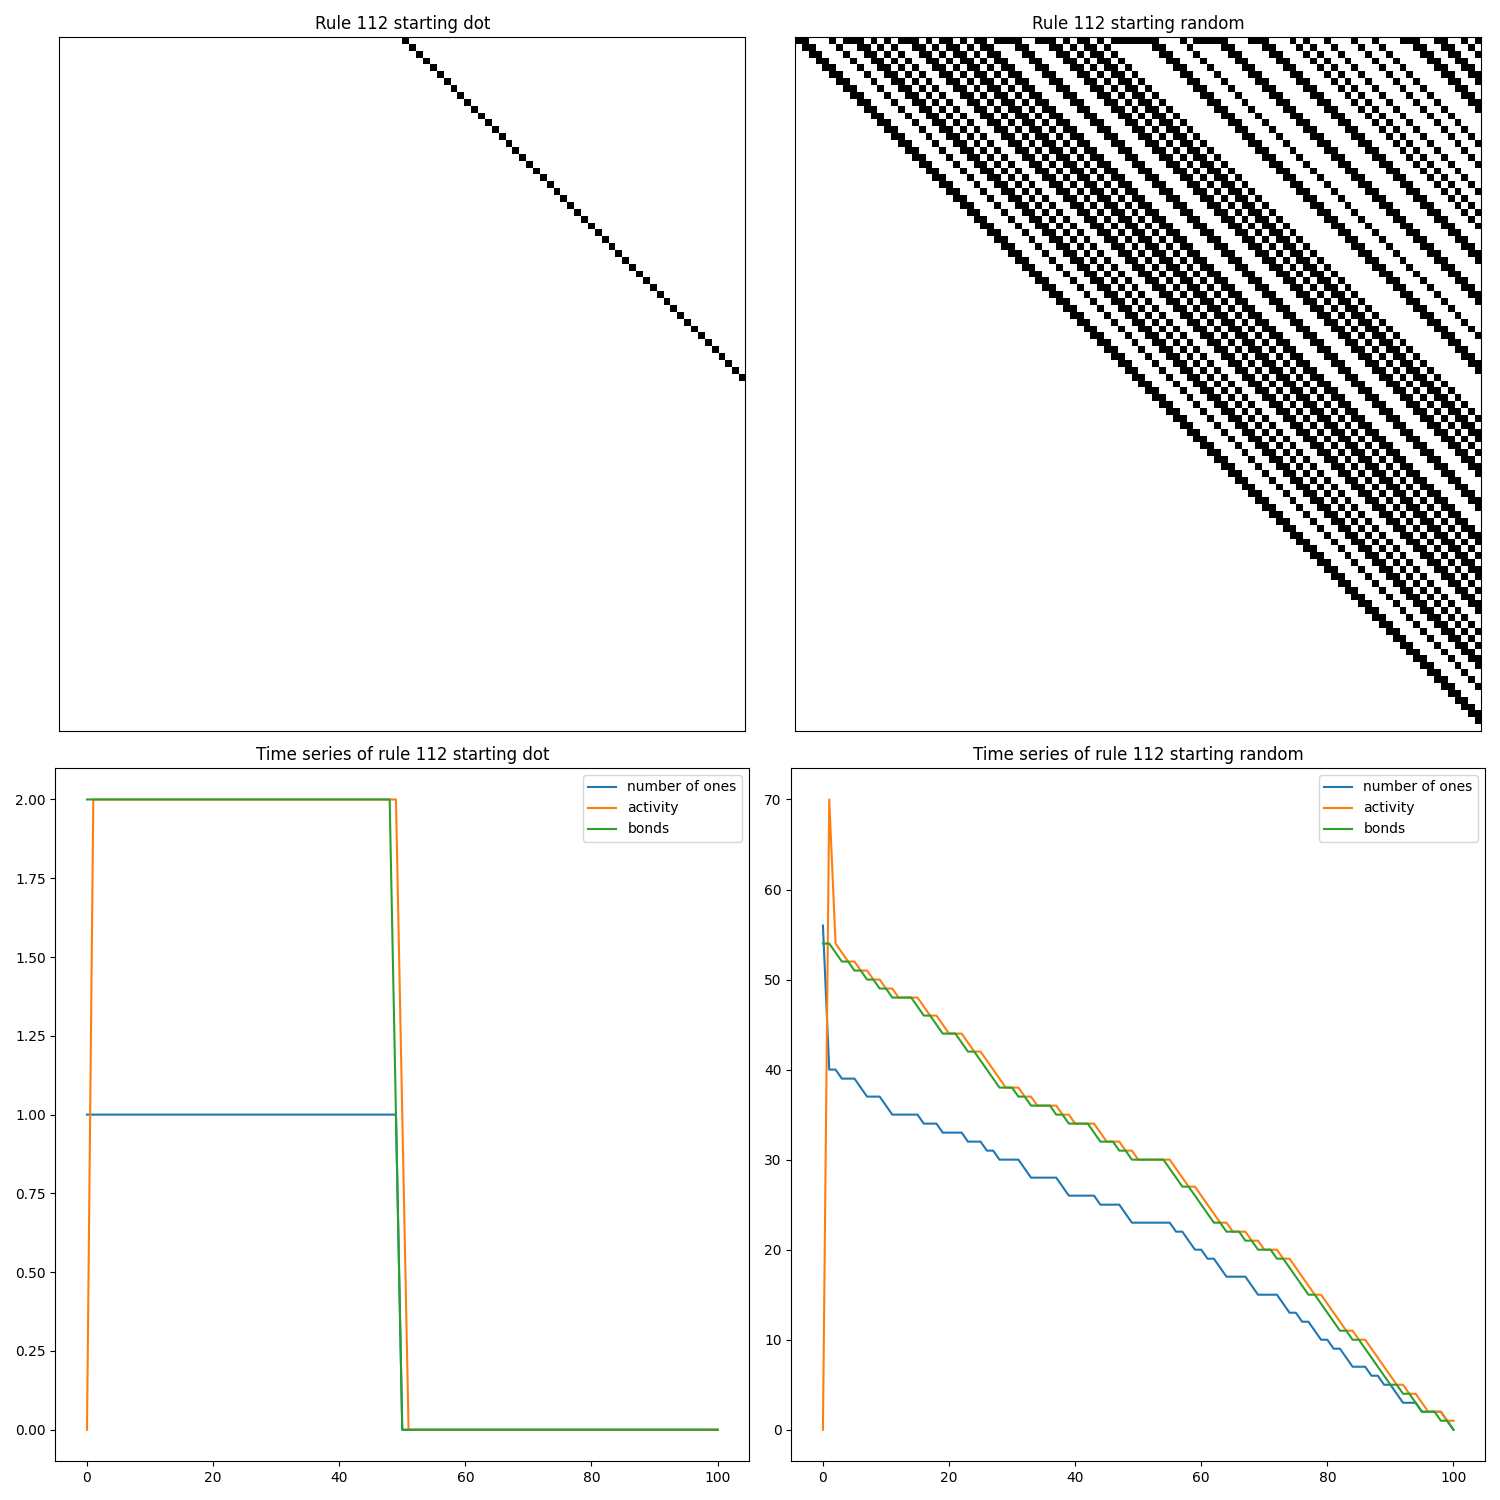 Rule 112 starting dot
Rule 112 starting random
Time series of rule 112 starting dot
2.00
1.75
1.50
1.25
1.00
0.75
0.50
0.25
0.00
0
20
40
60
80
100
number of ones
activity
bonds
Time series of rule 112 starting random
70
60
50
40
30
20
10
0
0
20
40
60
80
100
number of ones
activity
bonds